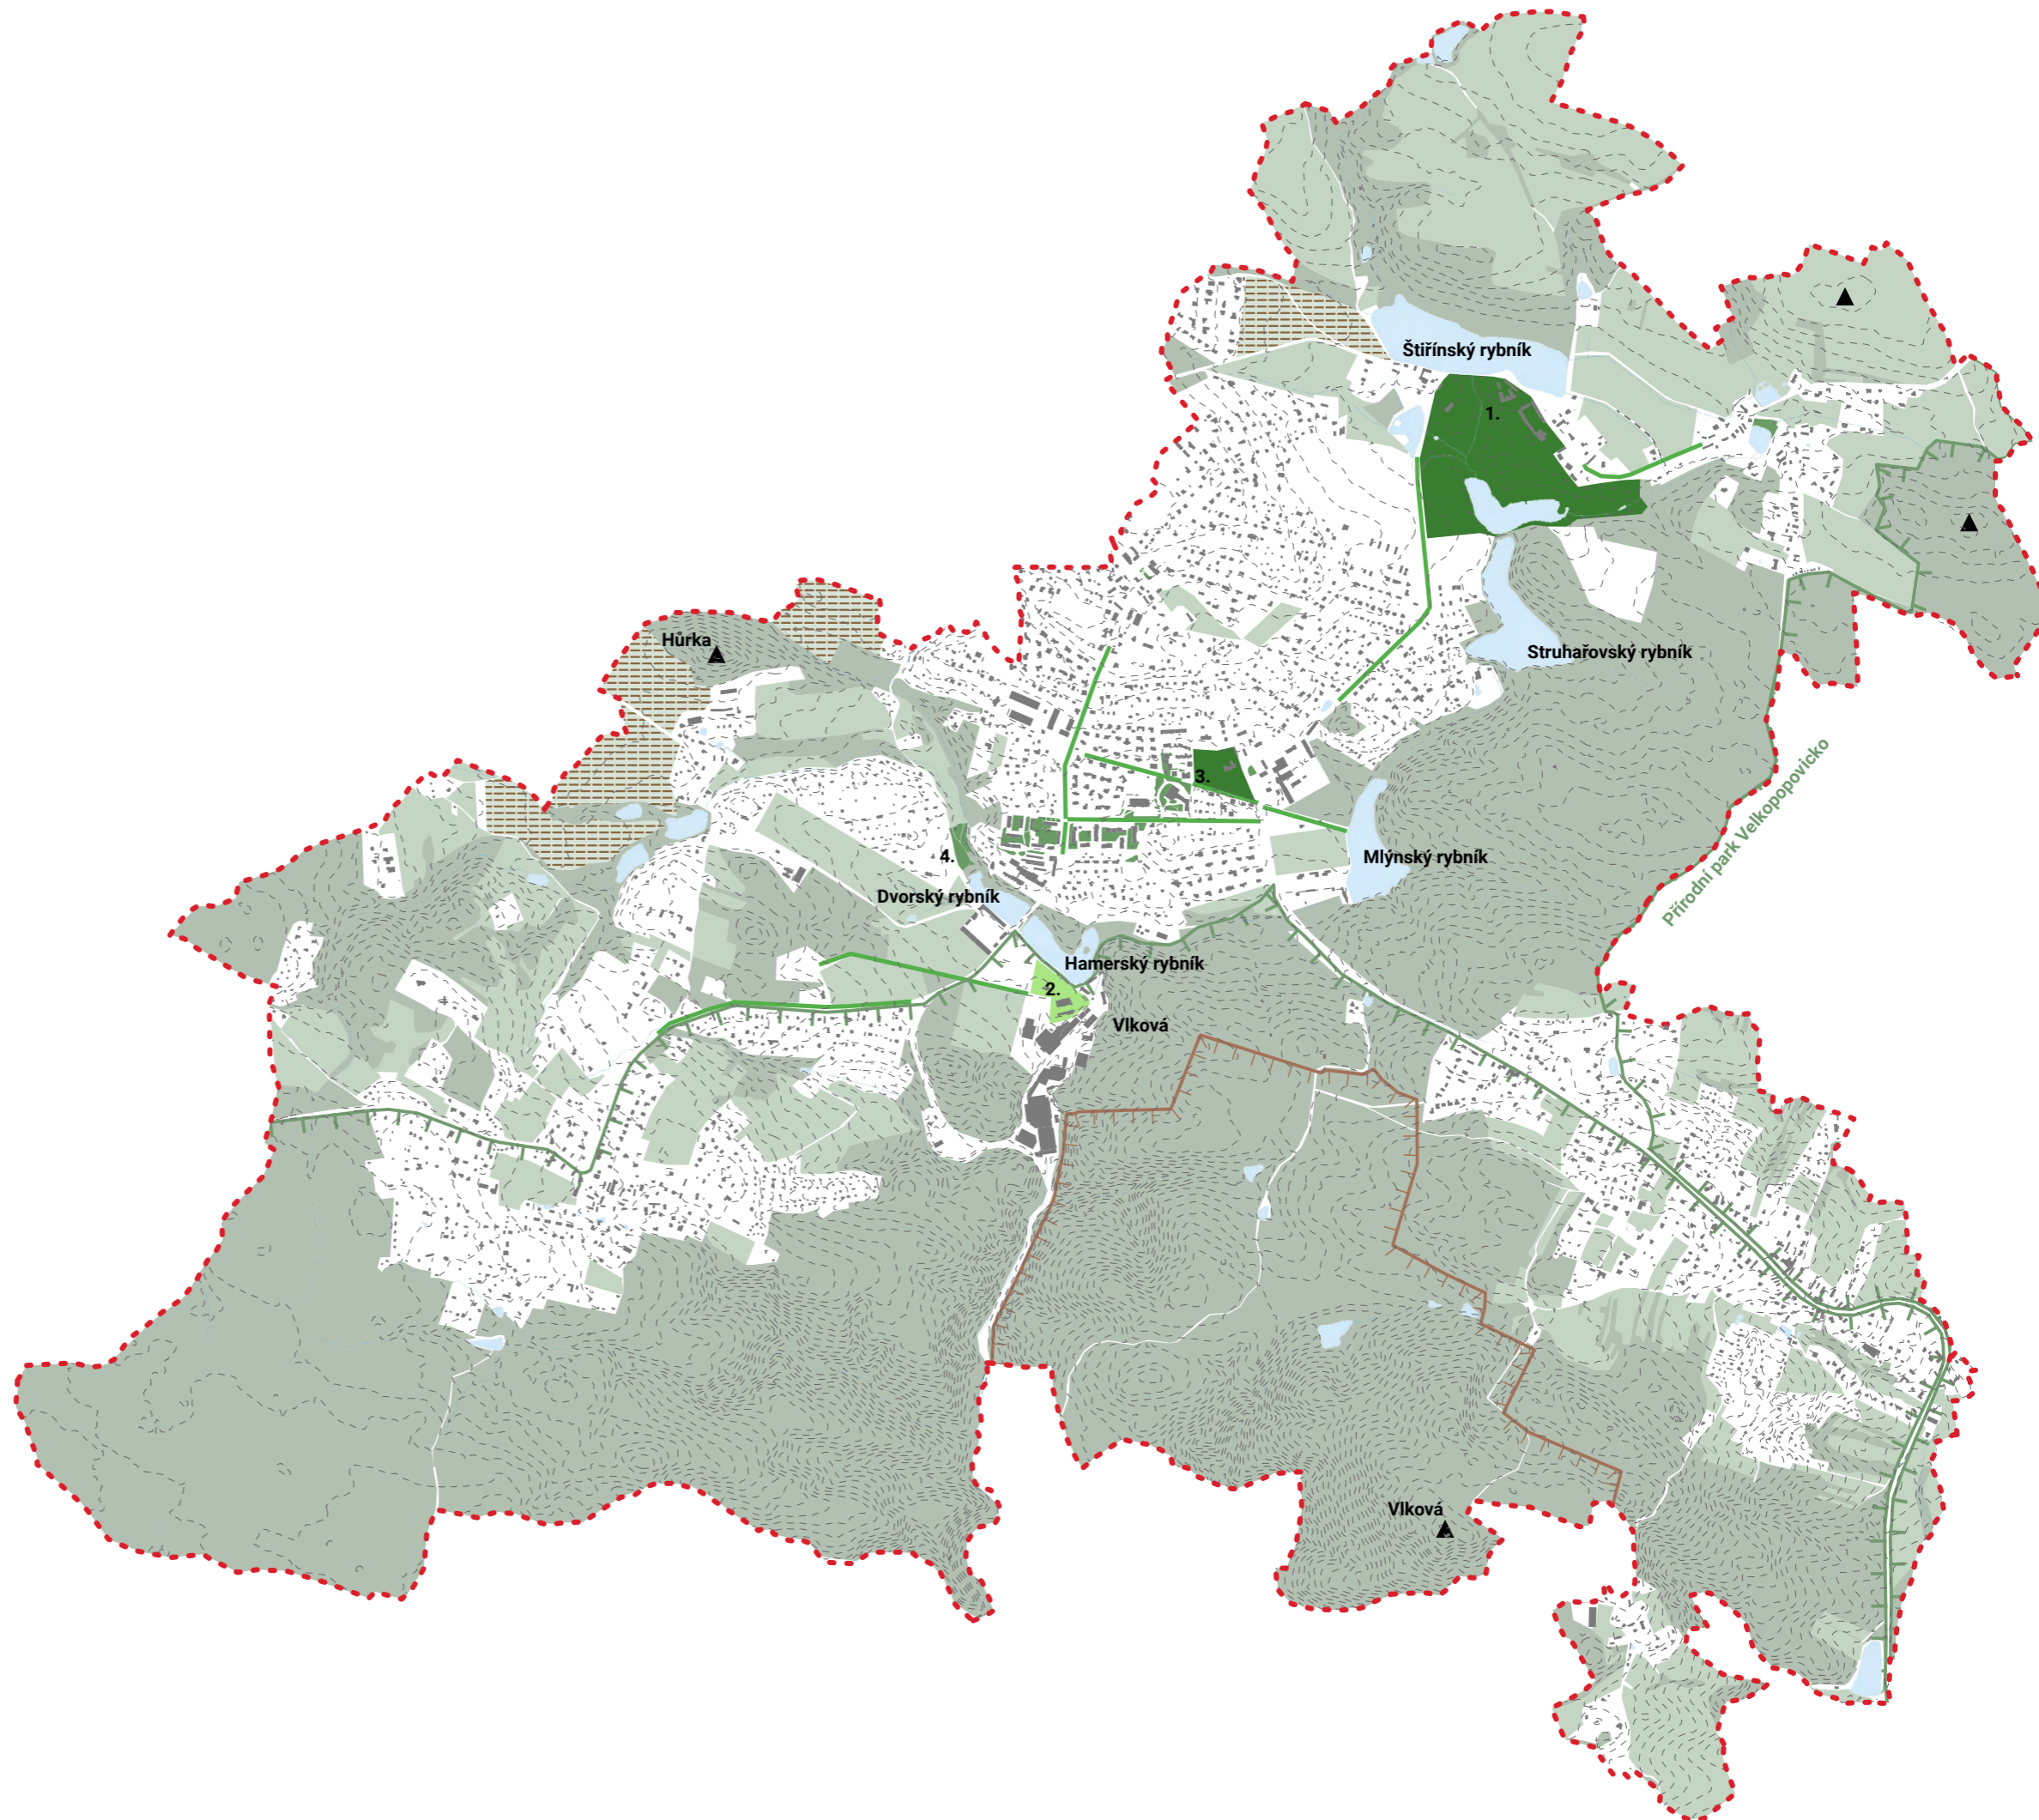 Štiřínský rybník
1.
Hůrka
Struhařovský rybník
3.
Přírodní park Velkopopovicko
4.
Mlýnský rybník
Dvorský rybník
Hamerský rybník
2.
Vlková
Vlková